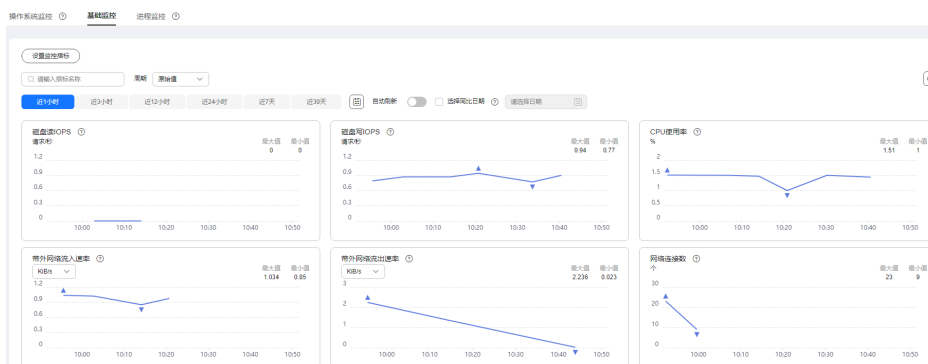 操作系统监控 基础监控 进程监控
设置监控指标
请输入指标名称 周期 原始值
近1小时 近3小时 近12小时 近24小时 近7天 近30天 自动刷新 选择同比日期 请选择日期
磁盘读IOPS
请求/秒
最大值 最小值
0 0
1.2
0.9
0.6
0.3
0
10:00 10:10 10:20 10:30 10:40 10:50
磁盘写IOPS
请求/秒
最大值 最小值
0.94 0.77
1.2
0.9
0.6
0.3
0
10:00 10:10 10:20 10:30 10:40 10:50
CPU使用率
%
最大值 最小值
1.51 1
2
1.5
1
0.5
0
10:00 10:10 10:20 10:30 10:40 10:50
带外网络流入速率
KiB/s
最大值 最小值
1.034 0.85
1.2
0.9
0.6
0.3
0
10:00 10:10 10:20 10:30 10:40 10:50
带外网络流出速率
KiB/s
最大值 最小值
2.236 0.023
3
2
1
0
10:00 10:10 10:20 10:30 10:40 10:50
网络连接数
个
最大值 最小值
23 9
30
20
10
0
10:00 10:10 10:20 10:30 10:40 10:50